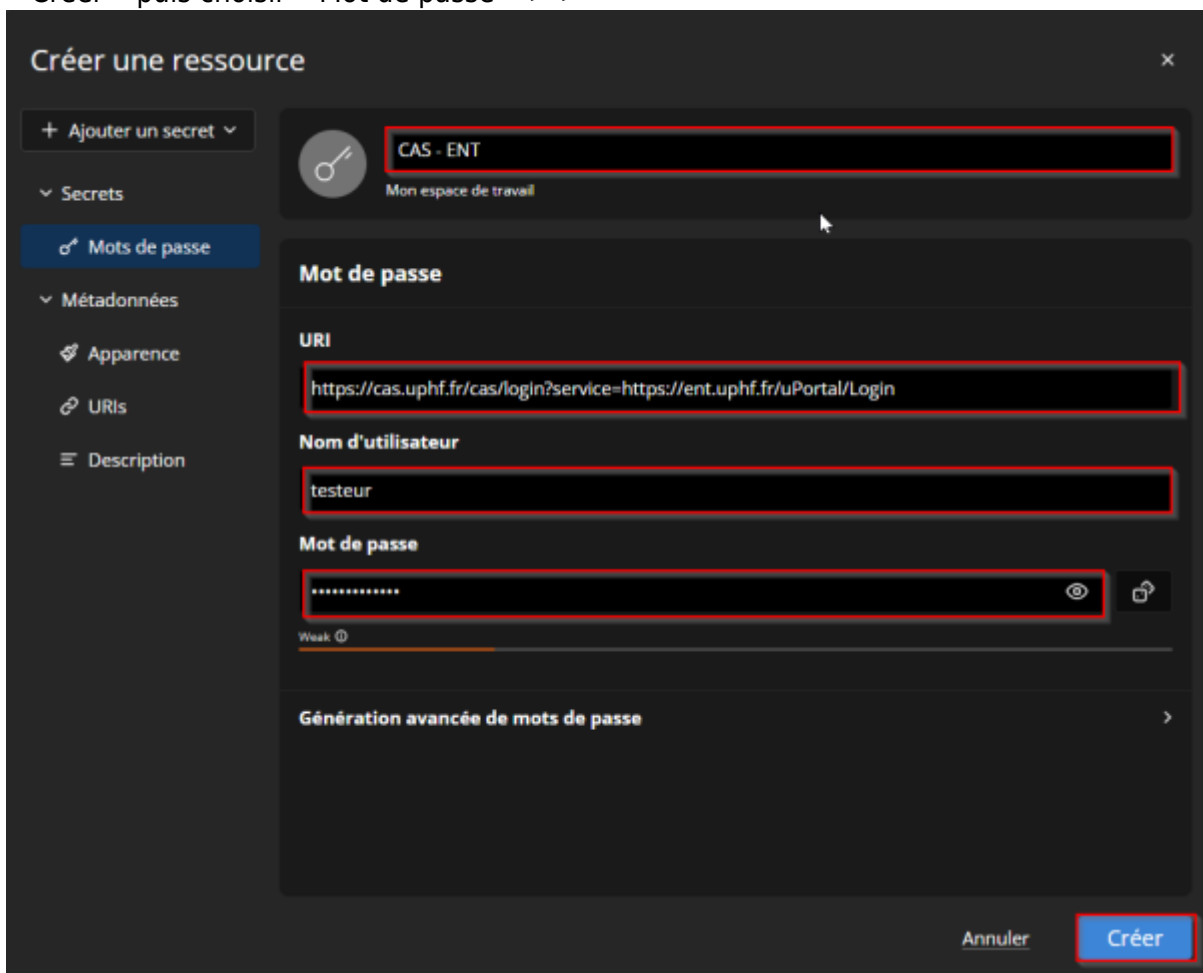 Créer une ressource
+ Ajouter un secret
CAS - ENT
Mon espace de travail
Secrets
Mots de passe
Métadonnées
Apparence
URIs
Description
Mot de passe
URI
https://cas.uphf.fr/cas/login?service=https://ent.uphf.fr/uPortal/Login
Nom d'utilisateur
testeur
Mot de passe
•••••••••••••
Weak
Génération avancée de mots de passe
Annuler
Créer